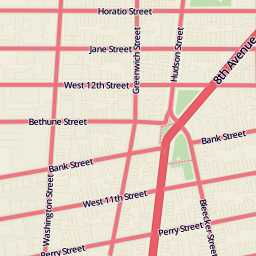 Horatio Street
Jane Street
Greenwich Street
Hudson Street
8th Avenue
West 12th Street
Bethune Street
Bank Street
Bank Street
West 11th Street
Washington Street
Bleecker Street
Perry Street
Perry Street